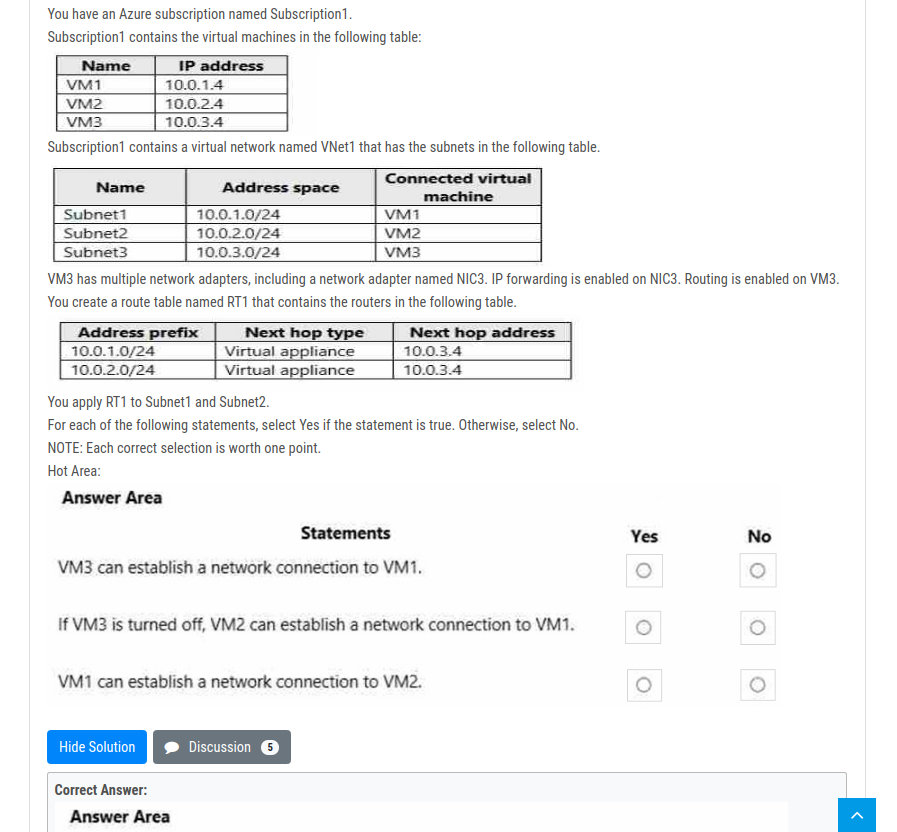 You have an Azure subscription named Subscription1.
Subscription1 contains the virtual machines in the following table:
Name IP address
VM1 10.0.1.4
VM2 10.0.2.4
VM3 10.0.3.4
Subscription1 contains a virtual network named VNet1 that has the subnets in the following table.
Name Address space Connected virtual machine
Subnet1 10.0.1.0/24 VM1
Subnet2 10.0.2.0/24 VM2
Subnet3 10.0.3.0/24 VM3
VM3 has multiple network adapters, including a network adapter named NIC3. IP forwarding is enabled on NIC3. Routing is enabled on VM3.
You create a route table named RT1 that contains the routers in the following table.
Address prefix Next hop type Next hop address
10.0.1.0/24 Virtual appliance 10.0.3.4
10.0.2.0/24 Virtual appliance 10.0.3.4
You apply RT1 to Subnet1 and Subnet2.
For each of the following statements, select Yes if the statement is true. Otherwise, select No.
NOTE: Each correct selection is worth one point.
Hot Area:
Answer Area
Statements Yes No
VM3 can establish a network connection to VM1.
If VM3 is turned off, VM2 can establish a network connection to VM1.
VM1 can establish a network connection to VM2.
Hide Solution Discussion 5
Correct Answer:
Answer Area